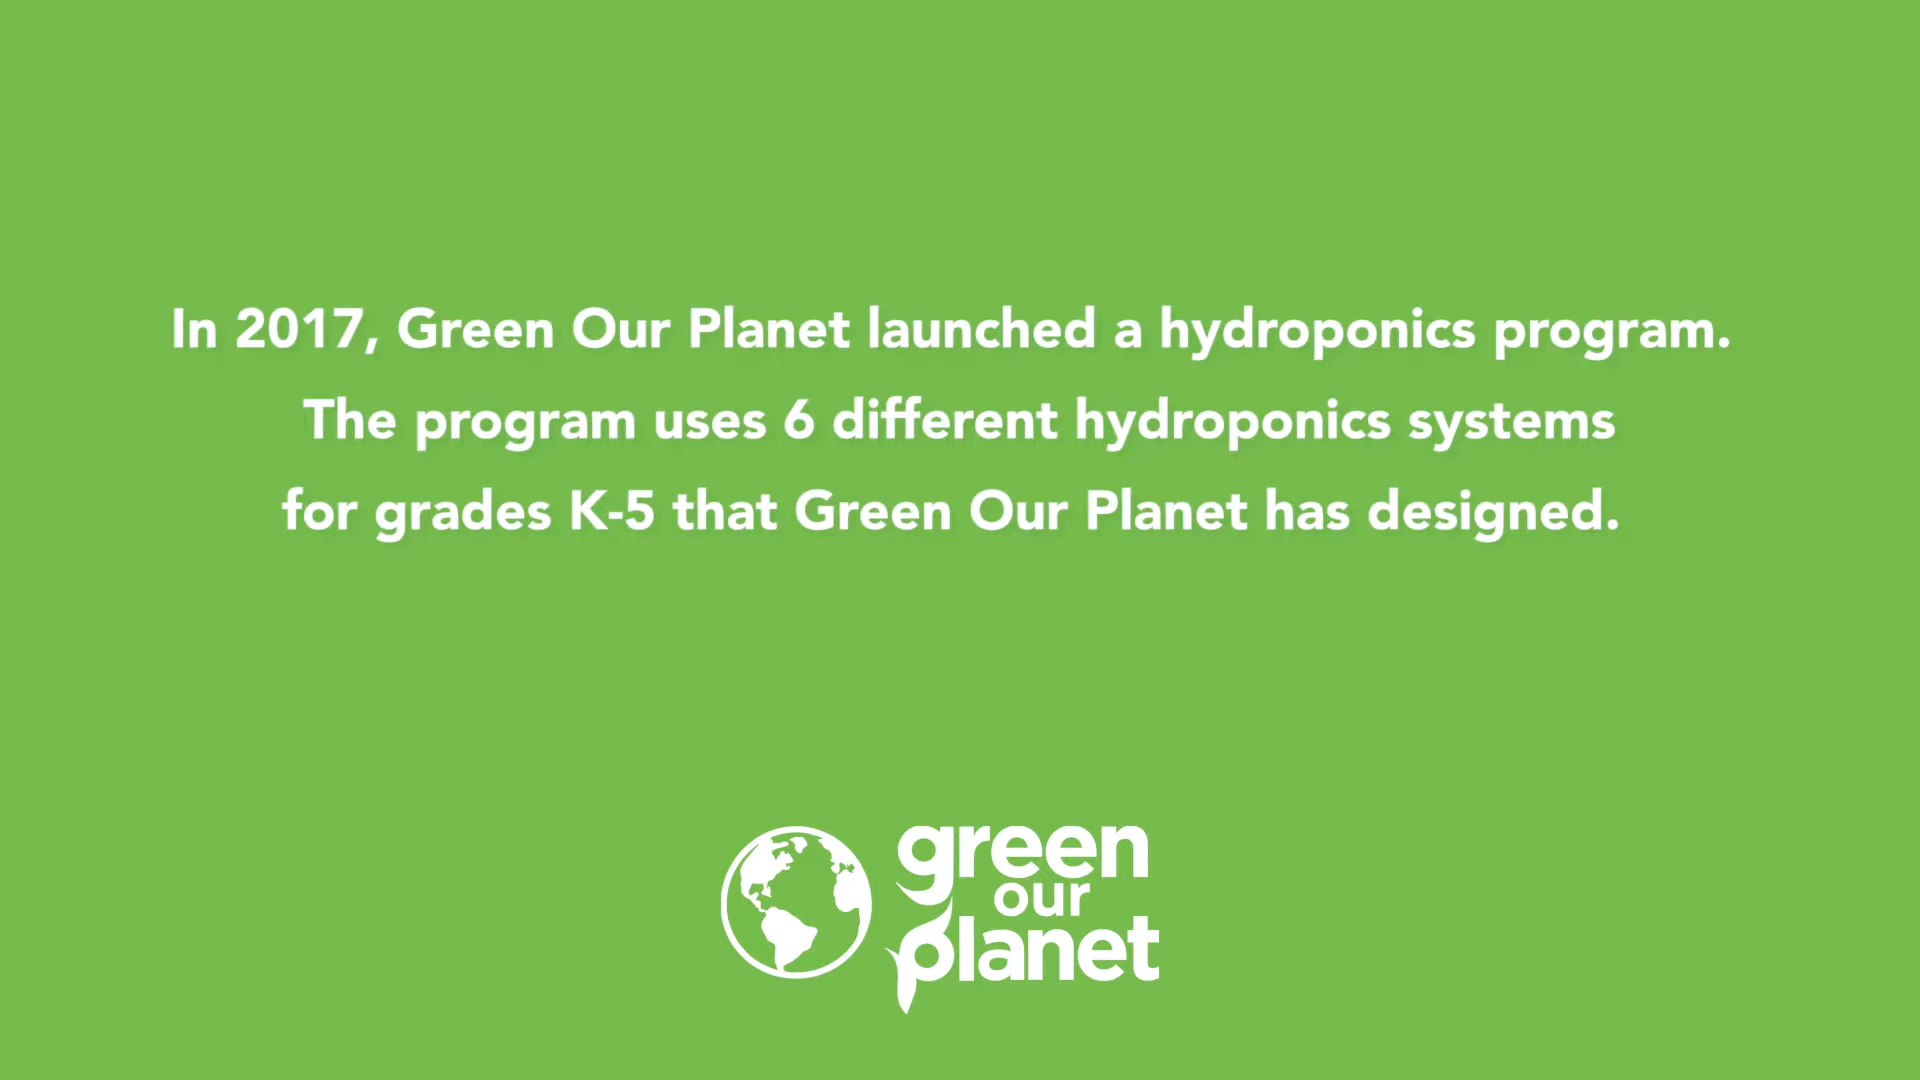 In 2017, Green Our Planet launched a hydroponics program.
The program uses 6 different hydroponics systems
for grades K-5 that Green Our Planet has designed.
green
our
planet